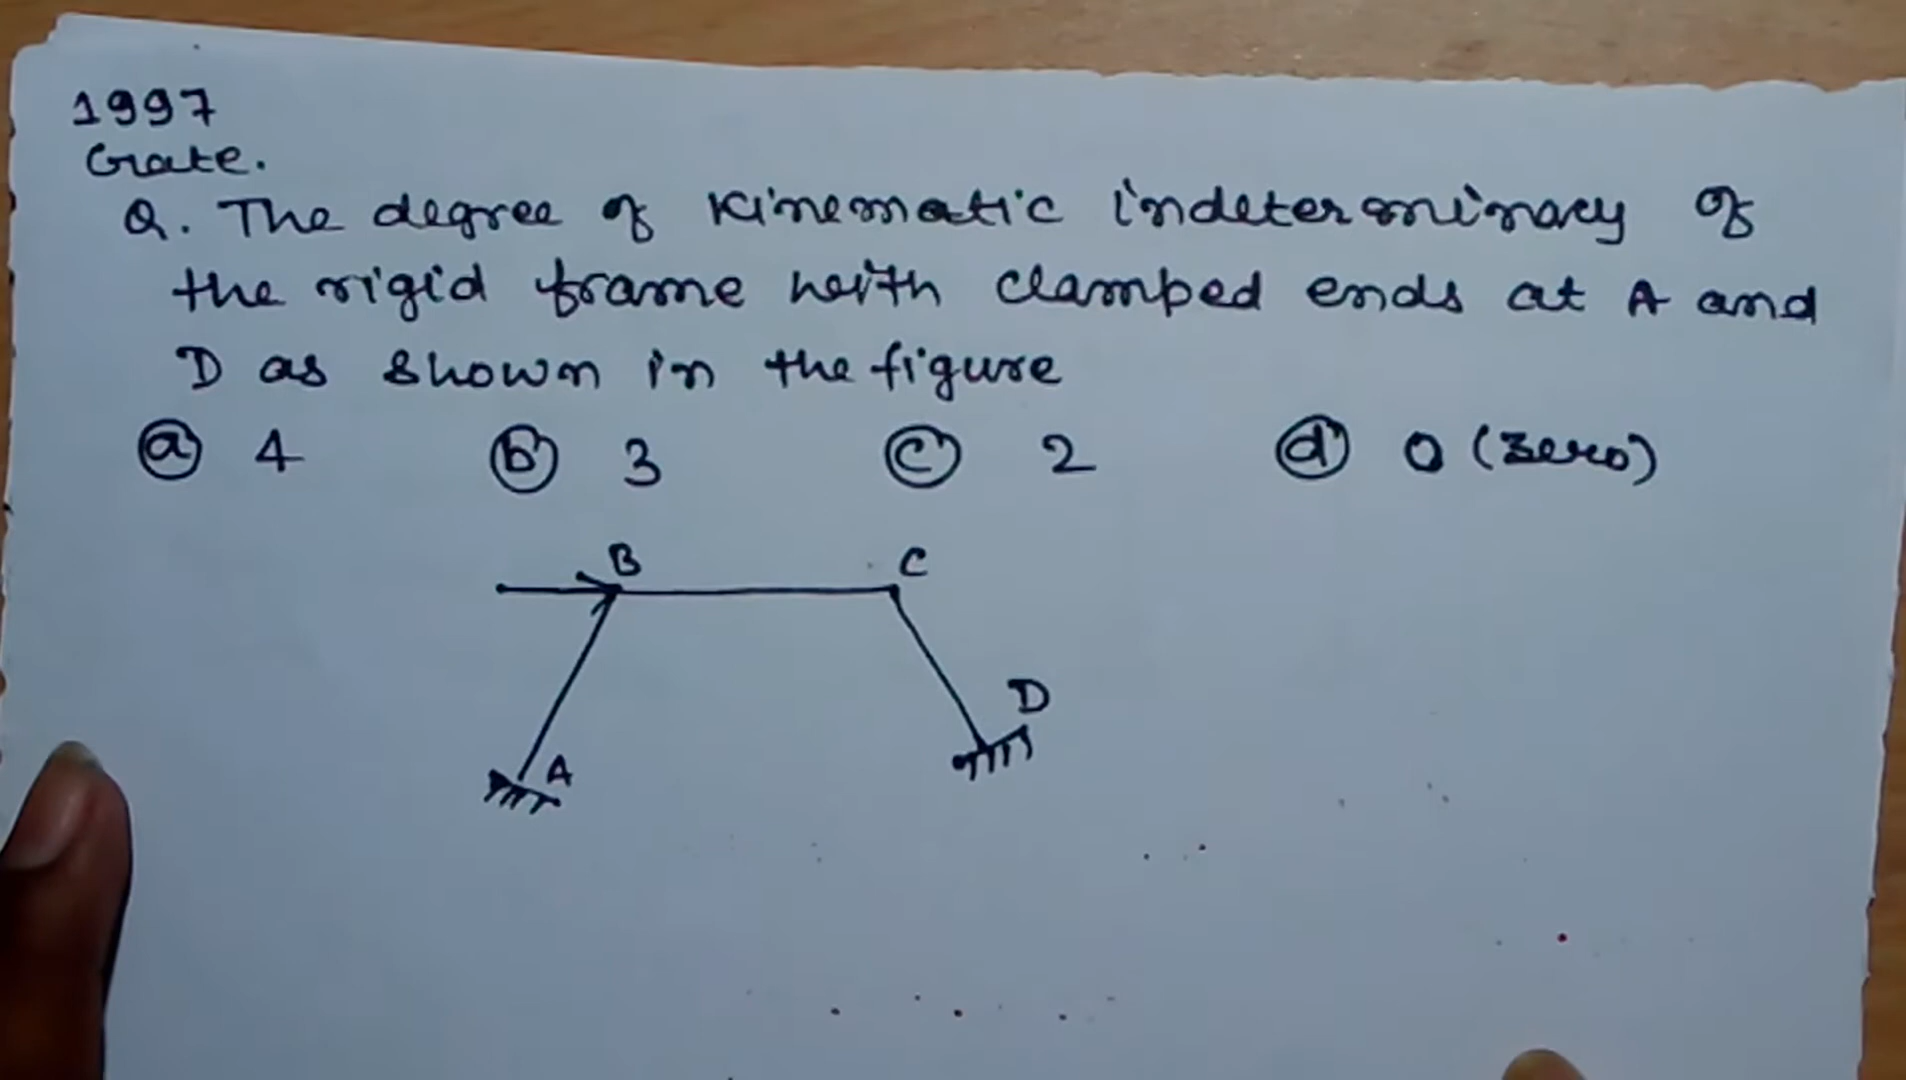 1997
Gate.
Q. The degree of kinematic indeterminacy of
the rigid frame with clamped ends at A and
D as shown in the figure
ⓐ 4 ⓑ 3 ⓒ 2 ⓓ 0 (zero)
B C
D
A